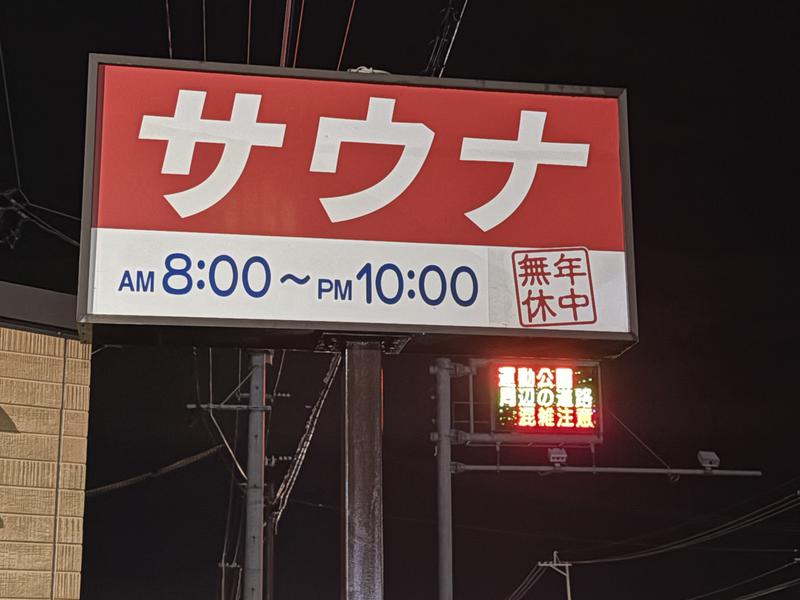 サウナ
AM 8:00～PM 10:00
年中
無休
運動公園
周辺の道路
混雑注意